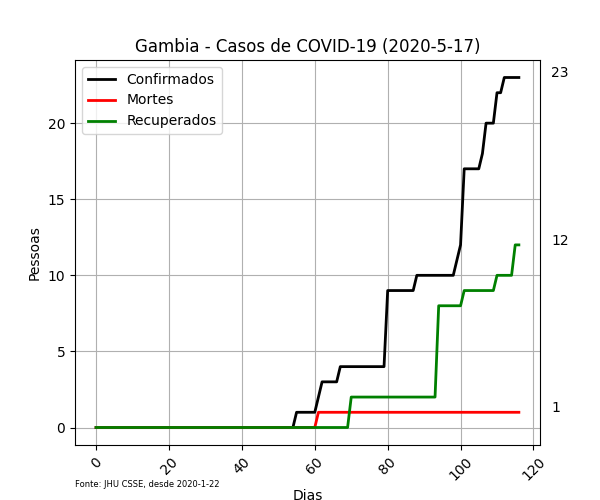 Gambia - Casos de COVID-19 (2020-5-17)
Confirmados
Mortes
Recuperados
23
12
1
Pessoas
20
15
10
5
0
0 20 40 60 80 100 120
Dias
Fonte: JHU CSSE, desde 2020-1-22